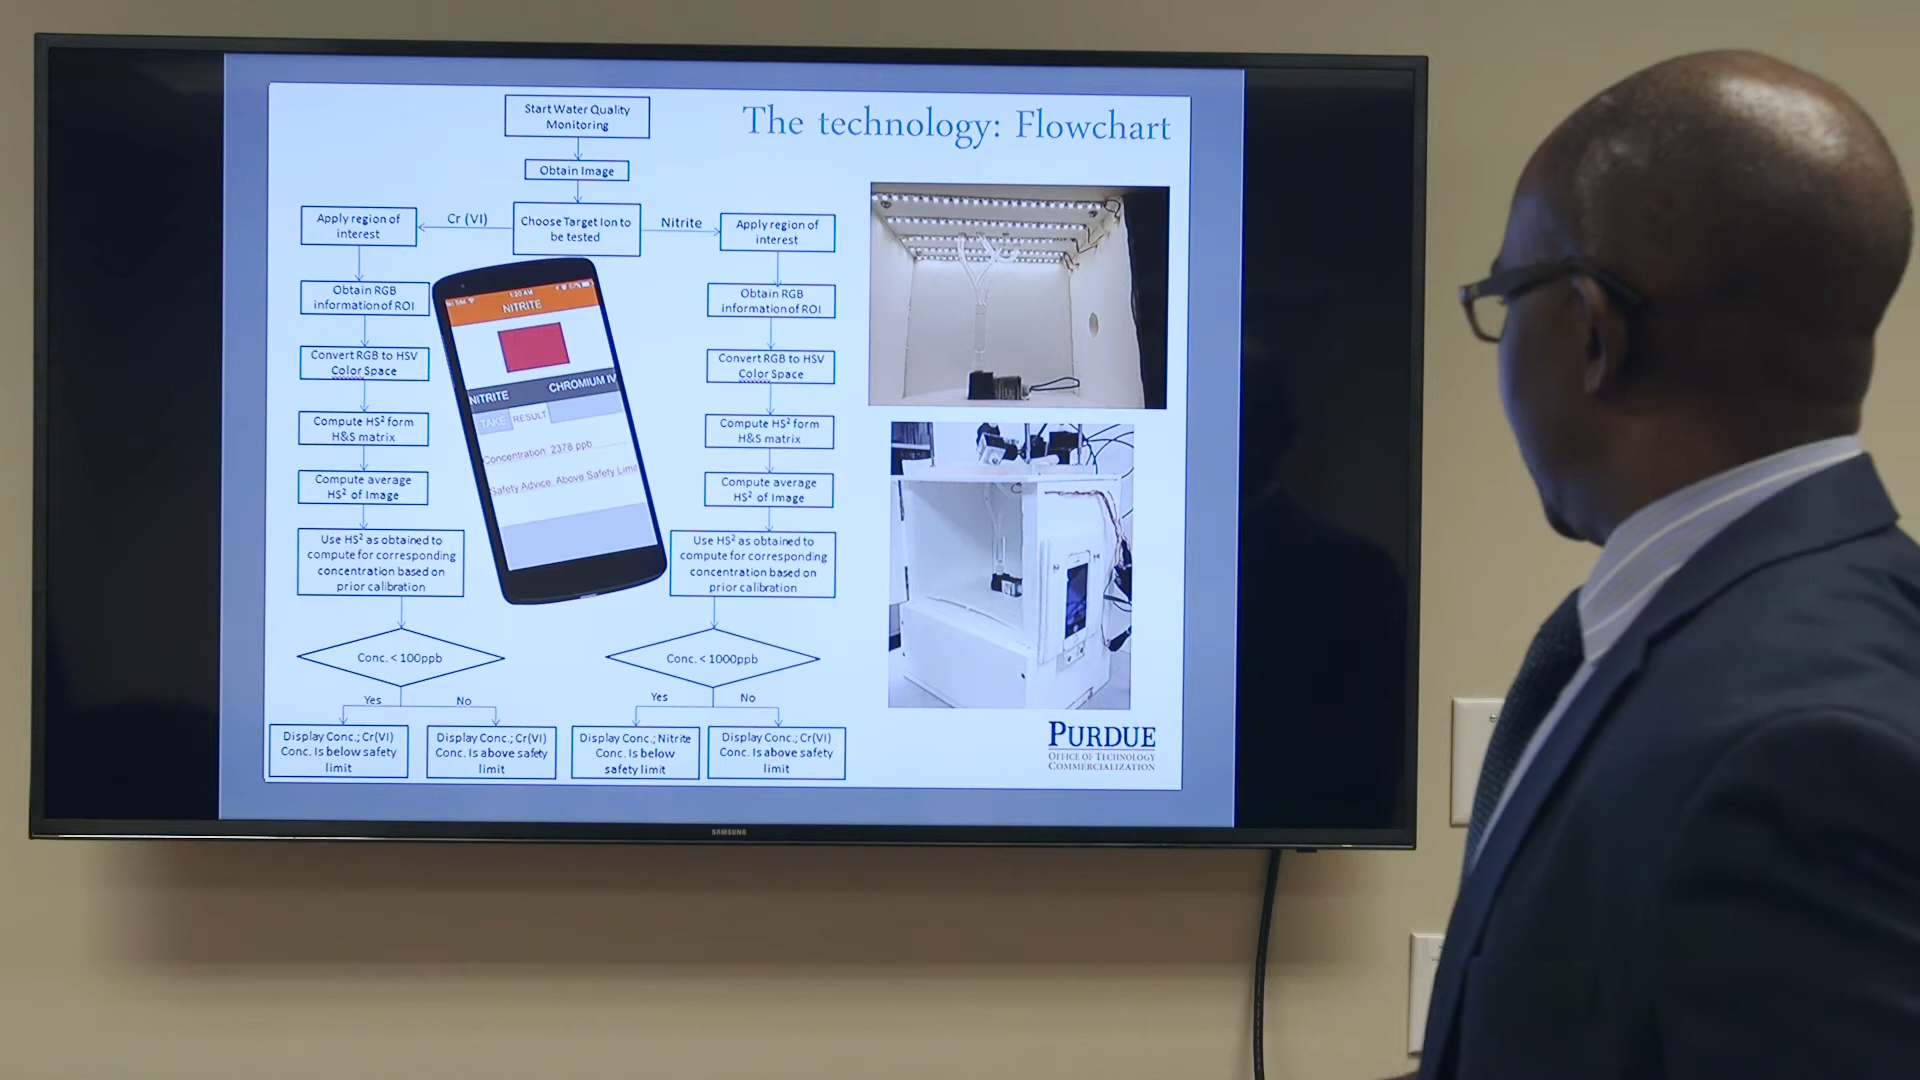 The technology: Flowchart
Start Water Quality
Monitoring
Obtain Image
Choose Target Ion to
be tested
Cr (VI)
Nitrite
Apply region of
interest
Obtain RGB
information of ROI
Convert RGB to HSV
Color Space
Compute HS² form
H&S matrix
Compute average
HS² of Image
Use HS² as obtained to
compute for corresponding
concentration based on
prior calibration
Conc. < 100ppb
Yes
No
Display Conc.; Cr(VI)
Conc. Is below safety
limit
Display Conc.; Cr(VI)
Conc. Is above safety
limit
NITRITE
NITRITE
CHROMIUM IV
TAKE
RESULT
Concentration: 2378 ppb
Safety Advice: Above Safety Limi
Apply region of
interest
Obtain RGB
information of ROI
Convert RGB to HSV
Color Space
Compute HS² form
H&S matrix
Compute average
HS² of Image
Use HS² as obtained to
compute for corresponding
concentration based on
prior calibration
Conc. < 1000ppb
Yes
No
Display Conc.; Nitrite
Conc. Is below
safety limit
Display Conc.; Cr(VI)
Conc. Is above safety
limit
PURDUE
OFFICE OF TECHNOLOGY
COMMERCIALIZATION
SAMSUNG